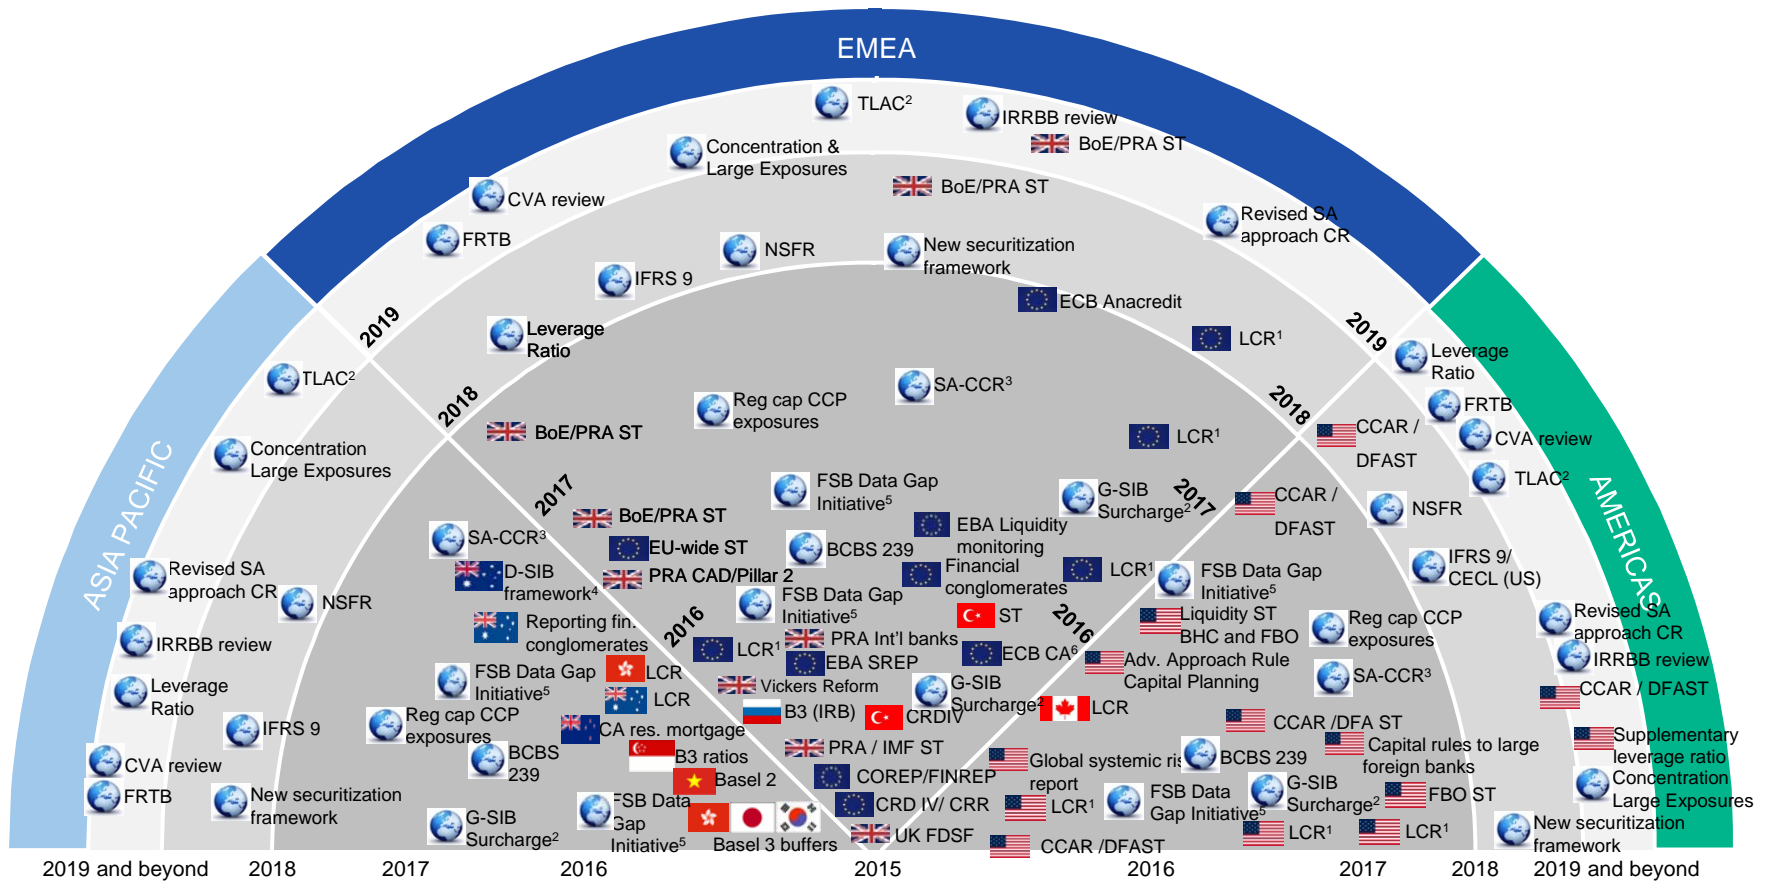 EMEA
TLAC²
IRRBB review
BoE/PRA ST
Concentration &
Large Exposures
BoE/PRA ST
CVA review
Revised SA
approach CR
FRTB
NSFR
New securitization
framework
IFRS 9
ECB Anacredit
2019
Leverage
Ratio
LCR¹
2019
ASIA PACIFIC
TLAC²
Concentration
Large Exposures
2018
BoE/PRA ST
Reg cap CCP
exposures
SA-CCR³
LCR¹
2018
2017
FSB Data Gap
Initiative⁵
G-SIB
Surcharge²
2017
BoE/PRA ST
EU-wide ST
PRA CAD/Pillar 2
BCBS 239
EBA Liquidity
monitoring
Financial
conglomerates
LCR¹
FSB Data Gap
Initiative⁵
ST
2016
2016
LCR¹
PRA Int'l banks
EBA SREP
ECB CA⁶
Vickers Reform
G-SIB
Surcharge²
B3 (IRB)
CRDIV
PRA / IMF ST
COREP/FINREP
CRD IV/ CRR
UK FDSF
SA-CCR³
D-SIB
framework⁴
Reporting fin.
conglomerates
Revised SA
approach CR
NSFR
IRRBB review
FSB Data Gap
Initiative⁵
LCR
LCR
Leverage
Ratio
IFRS 9
Reg cap CCP
exposures
CA res. mortgage
BCBS
239
B3 ratios
Basel 2
CVA review
FRTB
New securitization
framework
G-SIB
Surcharge²
FSB Data
Gap
Initiative⁵
Basel 3 buffers
AMERICAS
Leverage
Ratio
FRTB
CVA review
TLAC²
CCAR /
DFAST
CCAR /
DFAST
NSFR
IFRS 9/
CECL (US)
FSB Data Gap
Initiative⁵
Liquidity ST
BHC and FBO
Reg cap CCP
exposures
Revised SA
approach CR
IRRBB review
Adv. Approach Rule
Capital Planning
SA-CCR³
CCAR / DFAST
LCR
CCAR /DFA ST
Capital rules to large
foreign banks
Supplementary
leverage ratio
Global systemic
report
BCBS 239
Concentration
Large Exposures
FSB Data
Gap Initiative⁵
G-SIB
Surcharge²
FBO ST
LCR¹
LCR¹
LCR¹
New securitization
framework
CCAR /DFAST
2019 and beyond
2018
2017
2016
2015
2016
2017
2018
2019 and beyond